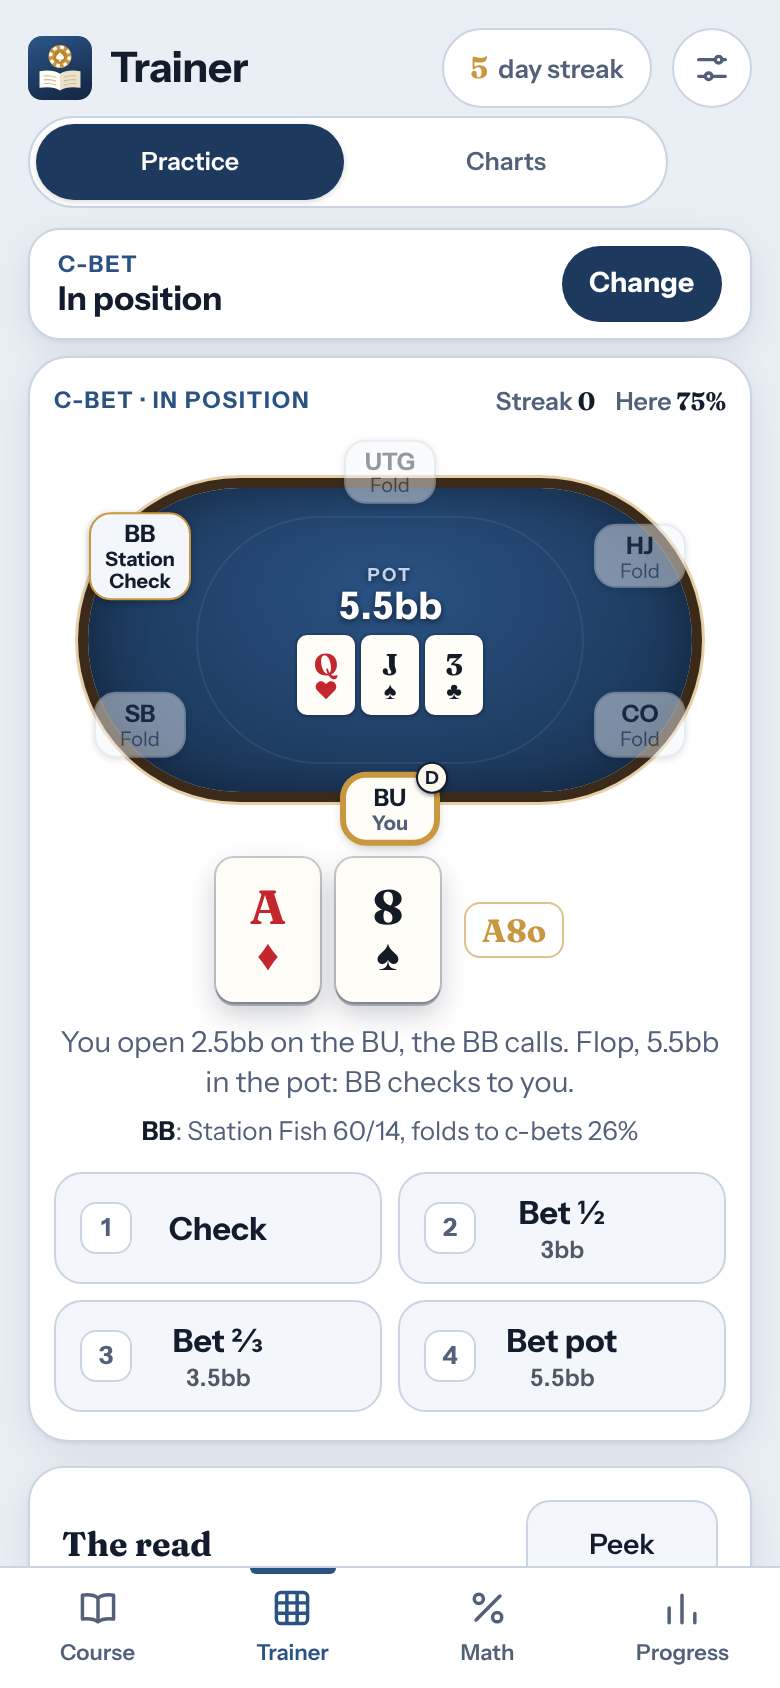 Trainer
5 day streak
Practice
Charts
C-BET
In position
Change
C-BET · IN POSITION
Streak 0 Here 75%
UTG
Fold
BB
Station
Check
HJ
Fold
POT
5.5bb
Q♥ J♠ 3♣
SB
Fold
CO
Fold
D
BU
You
A♦ 8♠
A8o
You open 2.5bb on the BU, the BB calls. Flop, 5.5bb
in the pot: BB checks to you.
BB: Station Fish 60/14, folds to c-bets 26%
1 Check
2 Bet ½
3bb
3 Bet ⅔
3.5bb
4 Bet pot
5.5bb
The read
Peek
Course
Trainer
Math
Progress